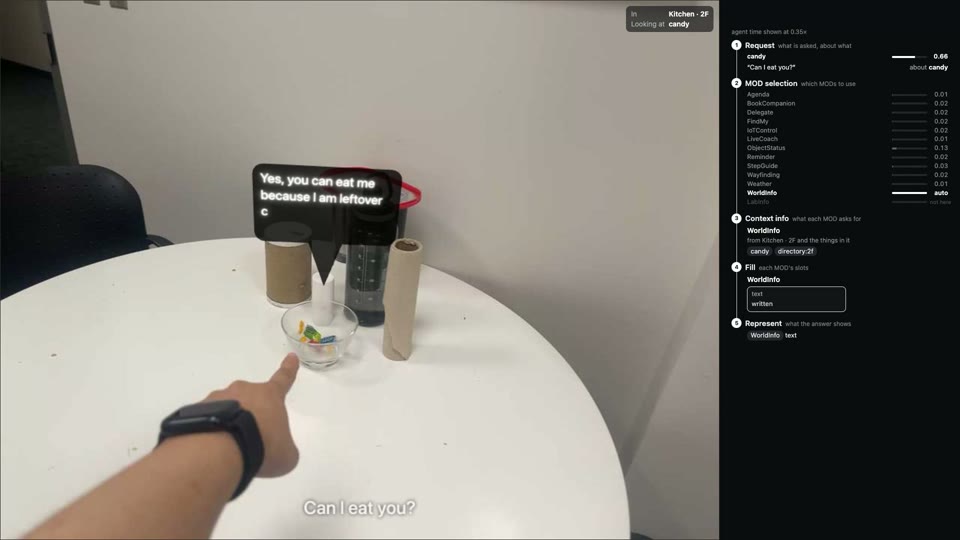 In Kitchen · 2F
Looking at candy
Yes, you can eat me
because I am leftover
c
Can I eat you?
agent time shown at 0.35×
1 Request what is asked, about what
candy 0.66
"Can I eat you?" about candy
2 MOD selection which MODs to use
Agenda 0.01
BookCompanion 0.02
Delegate 0.02
FindMy 0.02
IoTControl 0.02
LiveCoach 0.01
ObjectStatus 0.13
Reminder 0.02
StepGuide 0.03
Wayfinding 0.02
Weather 0.01
WorldInfo auto
LabInfo not here
3 Context info what each MOD asks for
WorldInfo
from Kitchen · 2F and the things in it
candy directory:2f
4 Fill each MOD's slots
WorldInfo
text
written
5 Represent what the answer shows
WorldInfo text